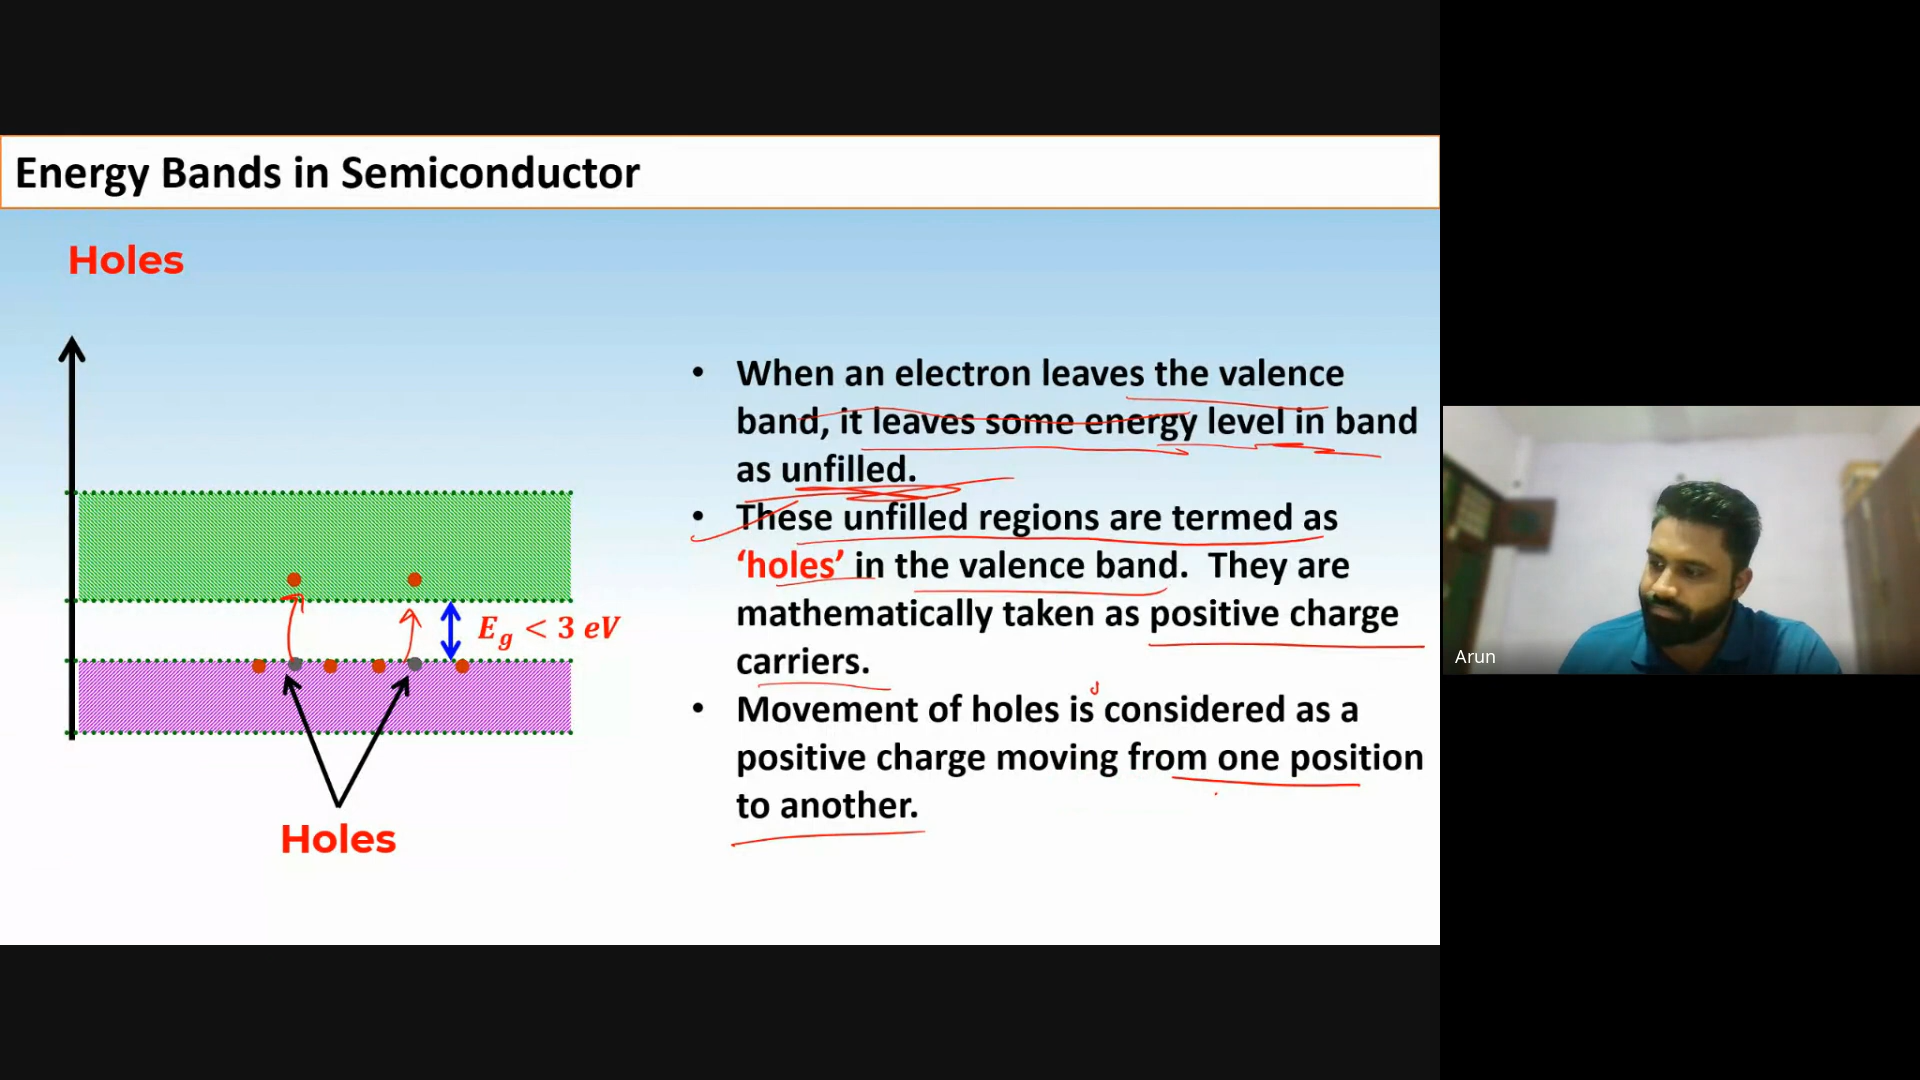 Energy Bands in Semiconductor
Holes
E_g < 3 eV
Holes
• When an electron leaves the valence
band, it leaves some energy level in band
as unfilled.
• These unfilled regions are termed as
‘holes’ in the valence band. They are
mathematically taken as positive charge
carriers.
• Movement of holes is considered as a
positive charge moving from one position
to another.
Arun